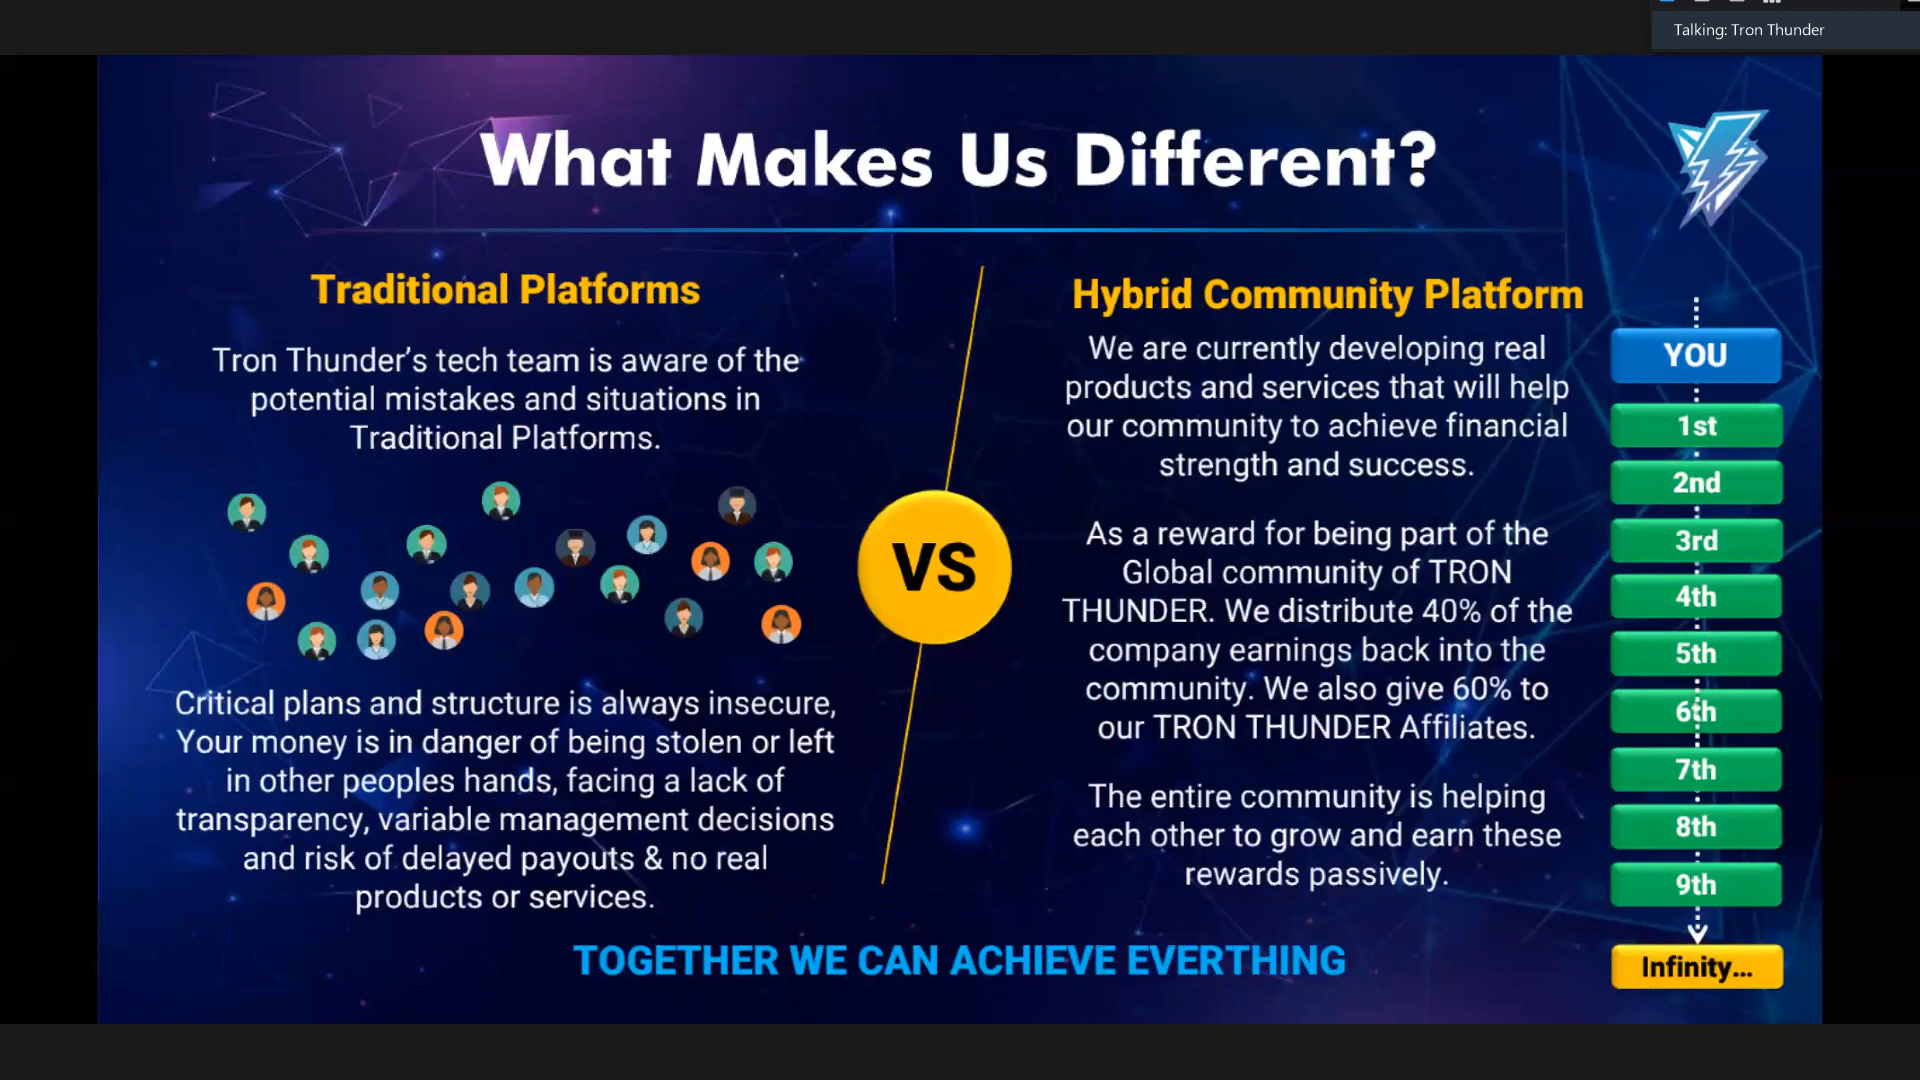 Talking: Tron Thunder
What Makes Us Different?
Traditional Platforms
Tron Thunder's tech team is aware of the
potential mistakes and situations in
Traditional Platforms.
Critical plans and structure is always insecure,
Your money is in danger of being stolen or left
in other peoples hands, facing a lack of
transparency, variable management decisions
and risk of delayed payouts & no real
products or services.
VS
Hybrid Community Platform
We are currently developing real
products and services that will help
our community to achieve financial
strength and success.
As a reward for being part of the
Global community of TRON
THUNDER. We distribute 40% of the
company earnings back into the
community. We also give 60% to
our TRON THUNDER Affiliates.
The entire community is helping
each other to grow and earn these
rewards passively.
YOU
1st
2nd
3rd
4th
5th
6th
7th
8th
9th
Infinity...
TOGETHER WE CAN ACHIEVE EVERTHING